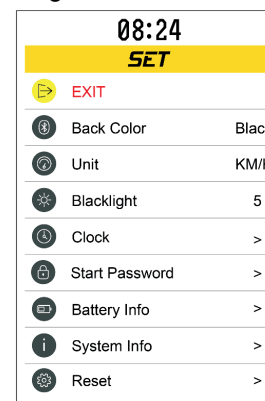 08:24
SET
EXIT
Back Color Blac
Unit KM/
Blacklight 5
Clock >
Start Password >
Battery Info >
System Info >
Reset >